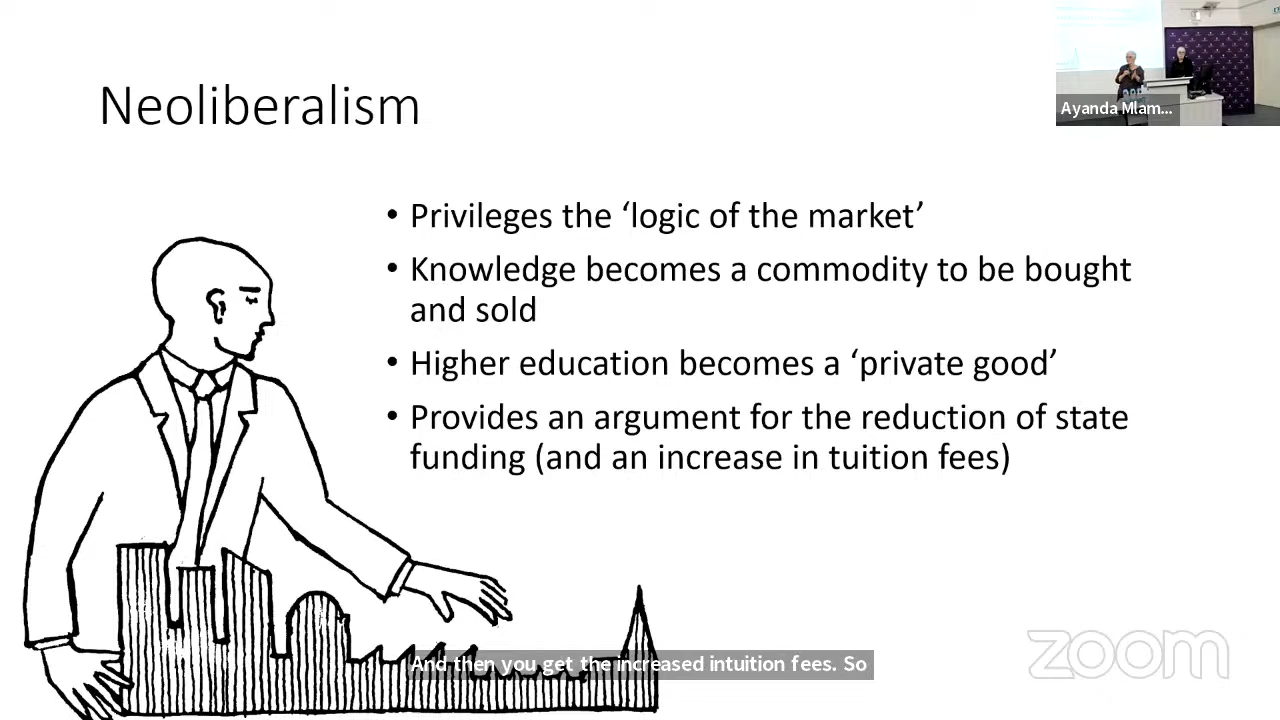 Neoliberalism
Ayanda Mlam...
• Privileges the ‘logic of the market’
• Knowledge becomes a commodity to be bought
and sold
• Higher education becomes a ‘private good’
• Provides an argument for the reduction of state
funding (and an increase in tuition fees)
And then you get the increased intuition fees. So
zoom